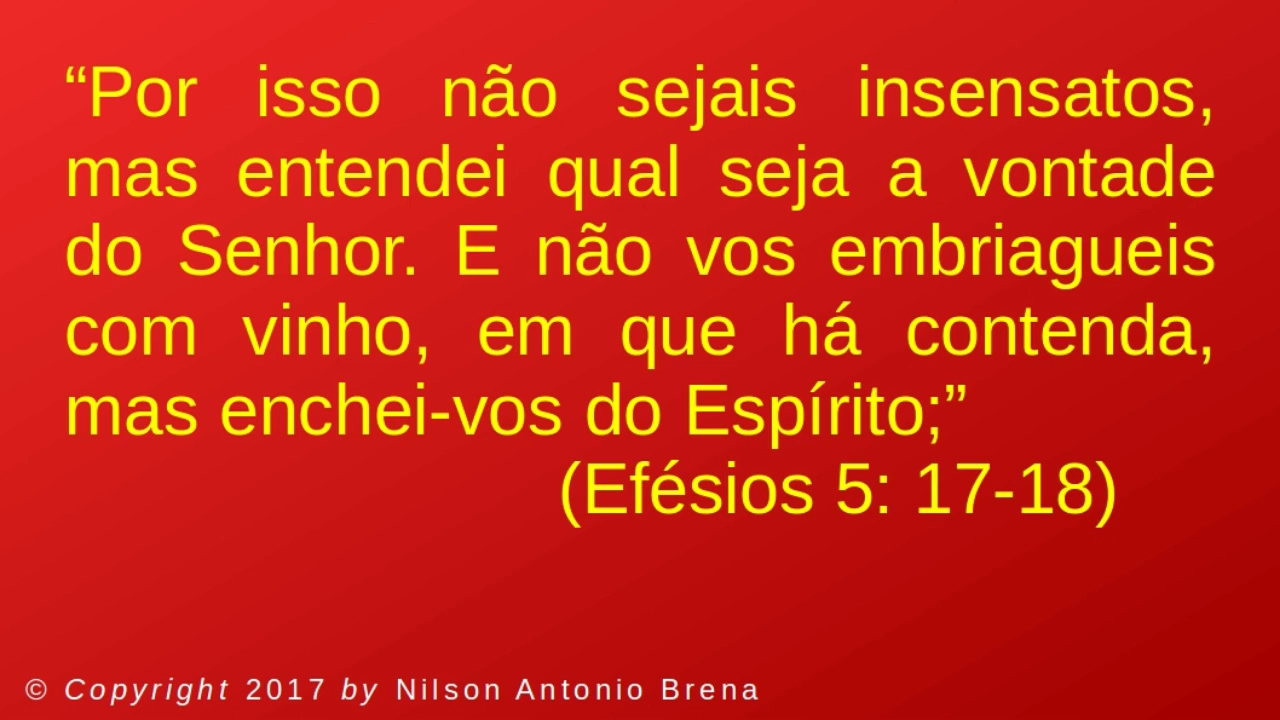 “Por isso não sejais insensatos,
mas entendei qual seja a vontade
do Senhor. E não vos embriagueis
com vinho, em que há contenda,
mas enchei-vos do Espírito;”
(Efésios 5: 17-18)
© Copyright 2017 by Nilson Antonio Brena